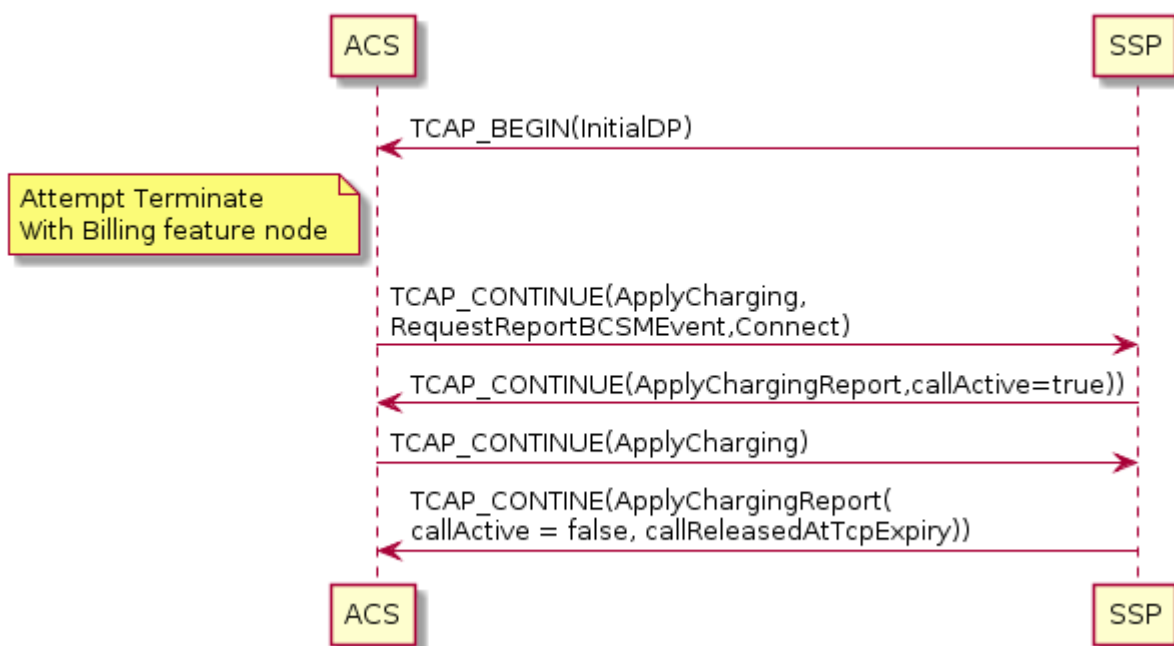 ACS
SSP
TCAP_BEGIN(InitialDP)
Attempt Terminate
With Billing feature node
TCAP_CONTINUE(ApplyCharging,
RequestReportBCSMEvent,Connect)
TCAP_CONTINUE(ApplyChargingReport,callActive=true))
TCAP_CONTINUE(ApplyCharging)
TCAP_CONTINE(ApplyChargingReport(
callActive = false, callReleasedAtTcpExpiry))
ACS
SSP